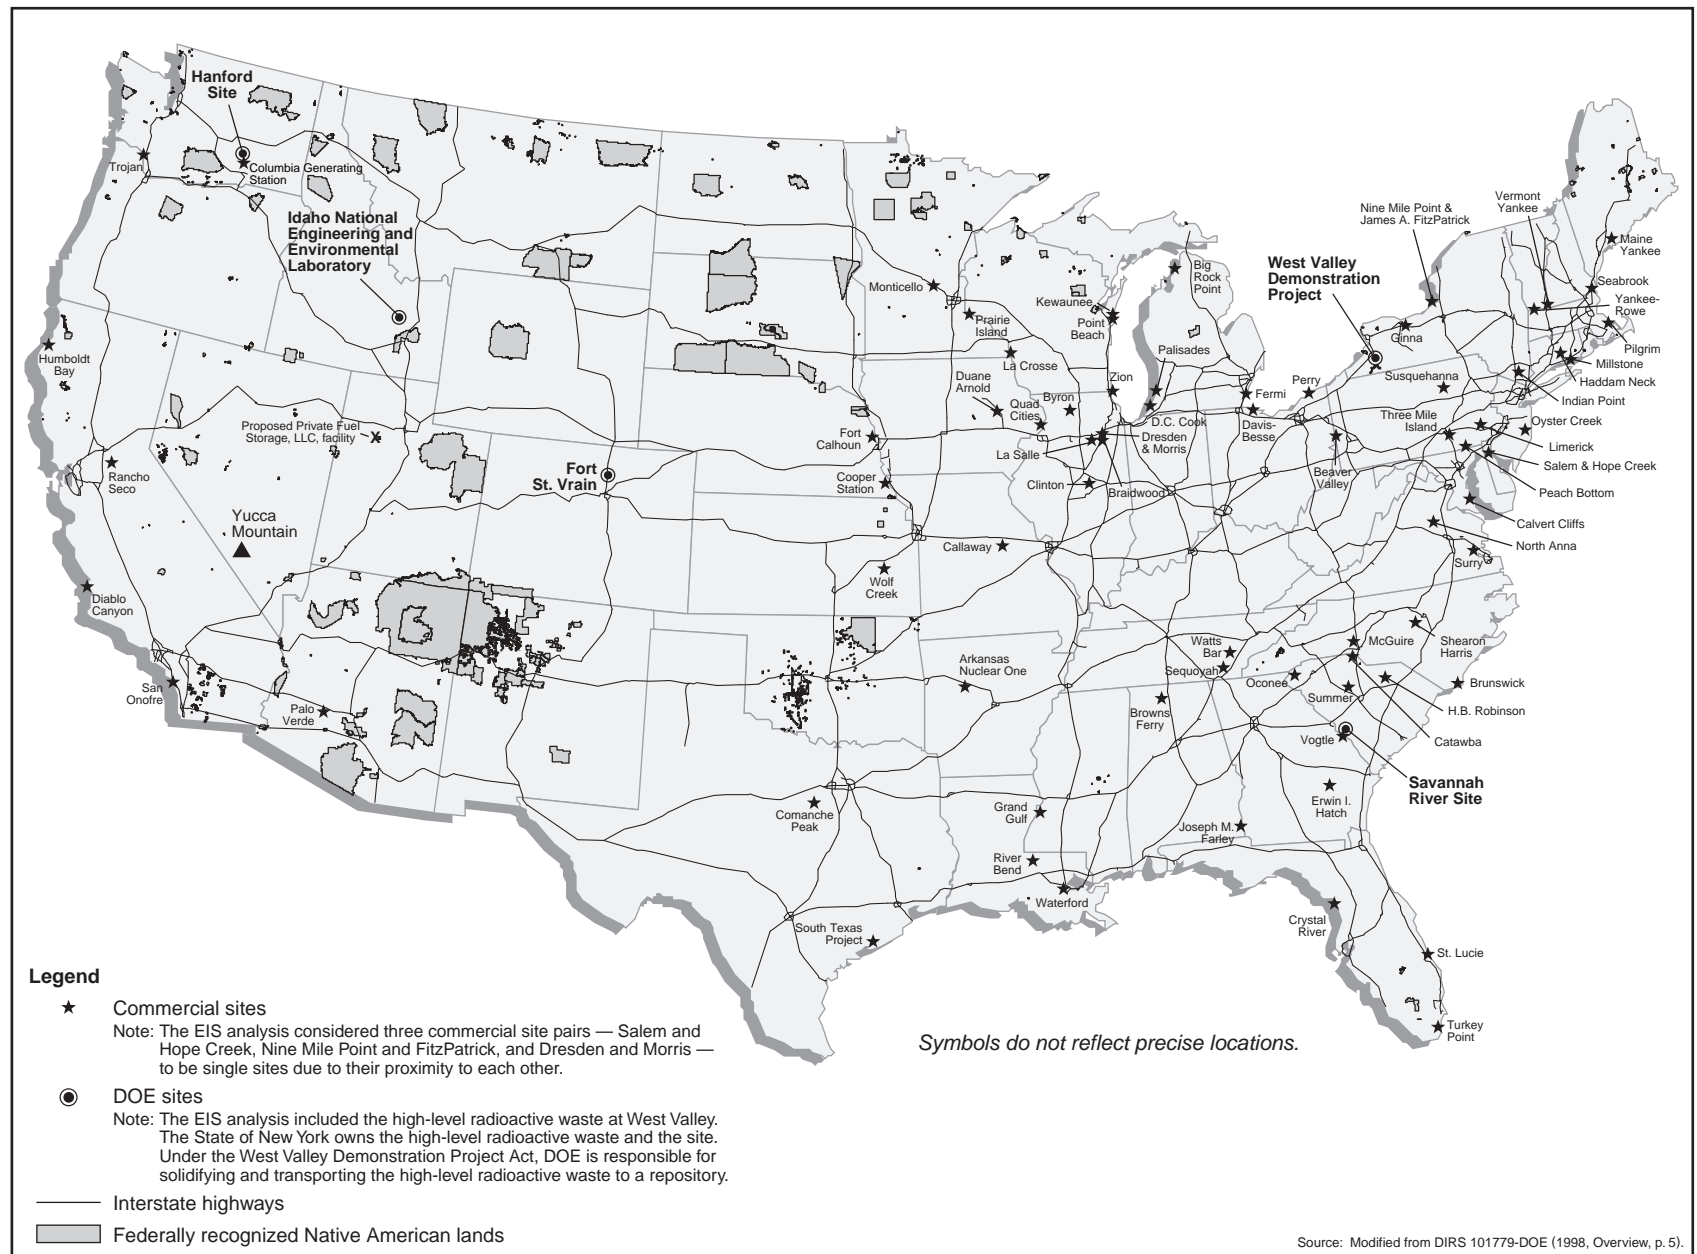 Hanford
Site
Trojan
Columbia Generating
Station
Idaho National
Engineering and
Environmental
Laboratory
Humboldt
Bay
Proposed Private Fuel
Storage, LLC, facility
Rancho
Seco
Yucca
Mountain
Diablo
Canyon
San
Onofre
Palo
Verde
Fort
St. Vrain
Monticello
Prairie
Island
Kewaunee
Point
Beach
Big
Rock
Point
La Crosse
Duane
Arnold
Quad
Cities
Byron
Zion
Palisades
Fort
Calhoun
Cooper
Station
La Salle
Clinton
D.C. Cook
Dresden
& Morris
Braidwood
Fermi
Davis-
Besse
Perry
Beaver
Valley
Callaway
Wolf
Creek
Nine Mile Point &
James A. FitzPatrick
Vermont
Yankee
Maine
Yankee
West Valley
Demonstration
Project
Seabrook
Yankee-
Rowe
Ginna
Pilgrim
Millstone
Haddam Neck
Susquehanna
Indian Point
Three Mile
Island
Oyster Creek
Limerick
Salem & Hope Creek
Peach Bottom
Calvert Cliffs
North Anna
Surry
Arkansas
Nuclear One
Watts
Bar
Sequoyah
McGuire
Shearon
Harris
Oconee
Summer
Brunswick
H.B. Robinson
Catawba
Browns
Ferry
Vogtle
Savannah
River Site
Comanche
Peak
Grand
Gulf
Erwin I.
Hatch
Joseph M.
Farley
River
Bend
Waterford
South Texas
Project
Crystal
River
St. Lucie
Turkey
Point
Legend
Commercial sites
Note: The EIS analysis considered three commercial site pairs — Salem and
Hope Creek, Nine Mile Point and FitzPatrick, and Dresden and Morris —
to be single sites due to their proximity to each other.
DOE sites
Note: The EIS analysis included the high-level radioactive waste at West Valley.
The State of New York owns the high-level radioactive waste and the site.
Under the West Valley Demonstration Project Act, DOE is responsible for
solidifying and transporting the high-level radioactive waste to a repository.
Interstate highways
Federally recognized Native American lands
Symbols do not reflect precise locations.
Source: Modified from DIRS 101779-DOE (1998, Overview, p. 5).